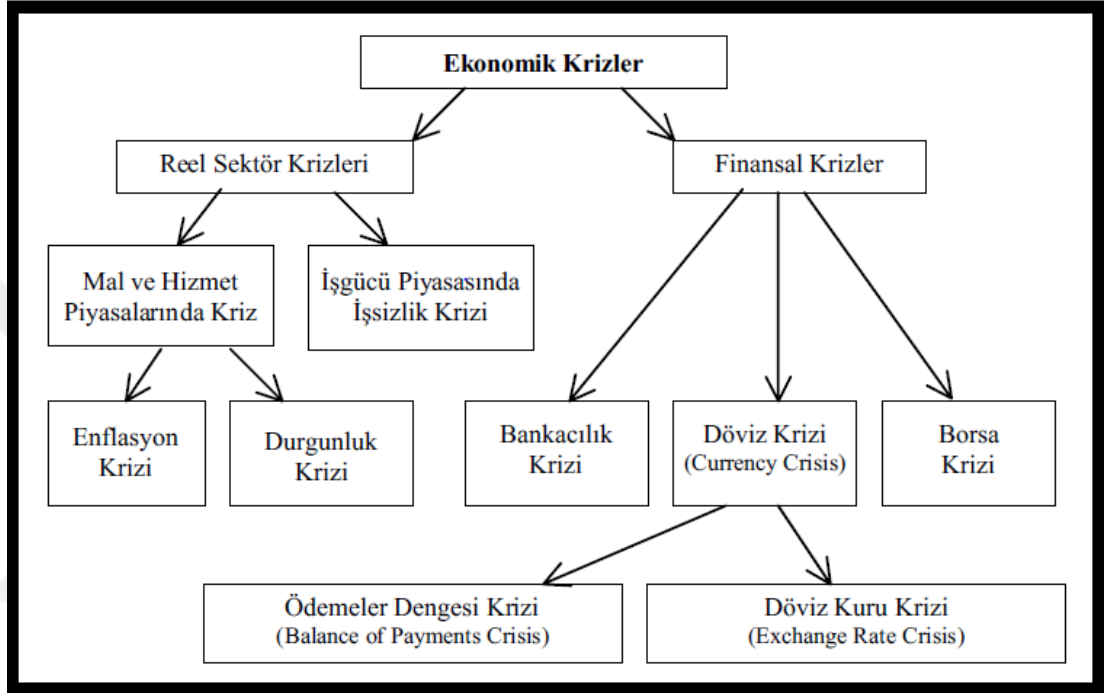 Ekonomik Krizler
Reel Sektör Krizleri
Finansal Krizler
Mal ve Hizmet
Piyasalarında Kriz
İşgücü Piyasasında
İşsizlik Krizi
Enflasyon
Krizi
Durgunluk
Krizi
Bankacılık
Krizi
Döviz Krizi
(Currency Crisis)
Borsa
Krizi
Ödemeler Dengesi Krizi
(Balance of Payments Crisis)
Döviz Kuru Krizi
(Exchange Rate Crisis)